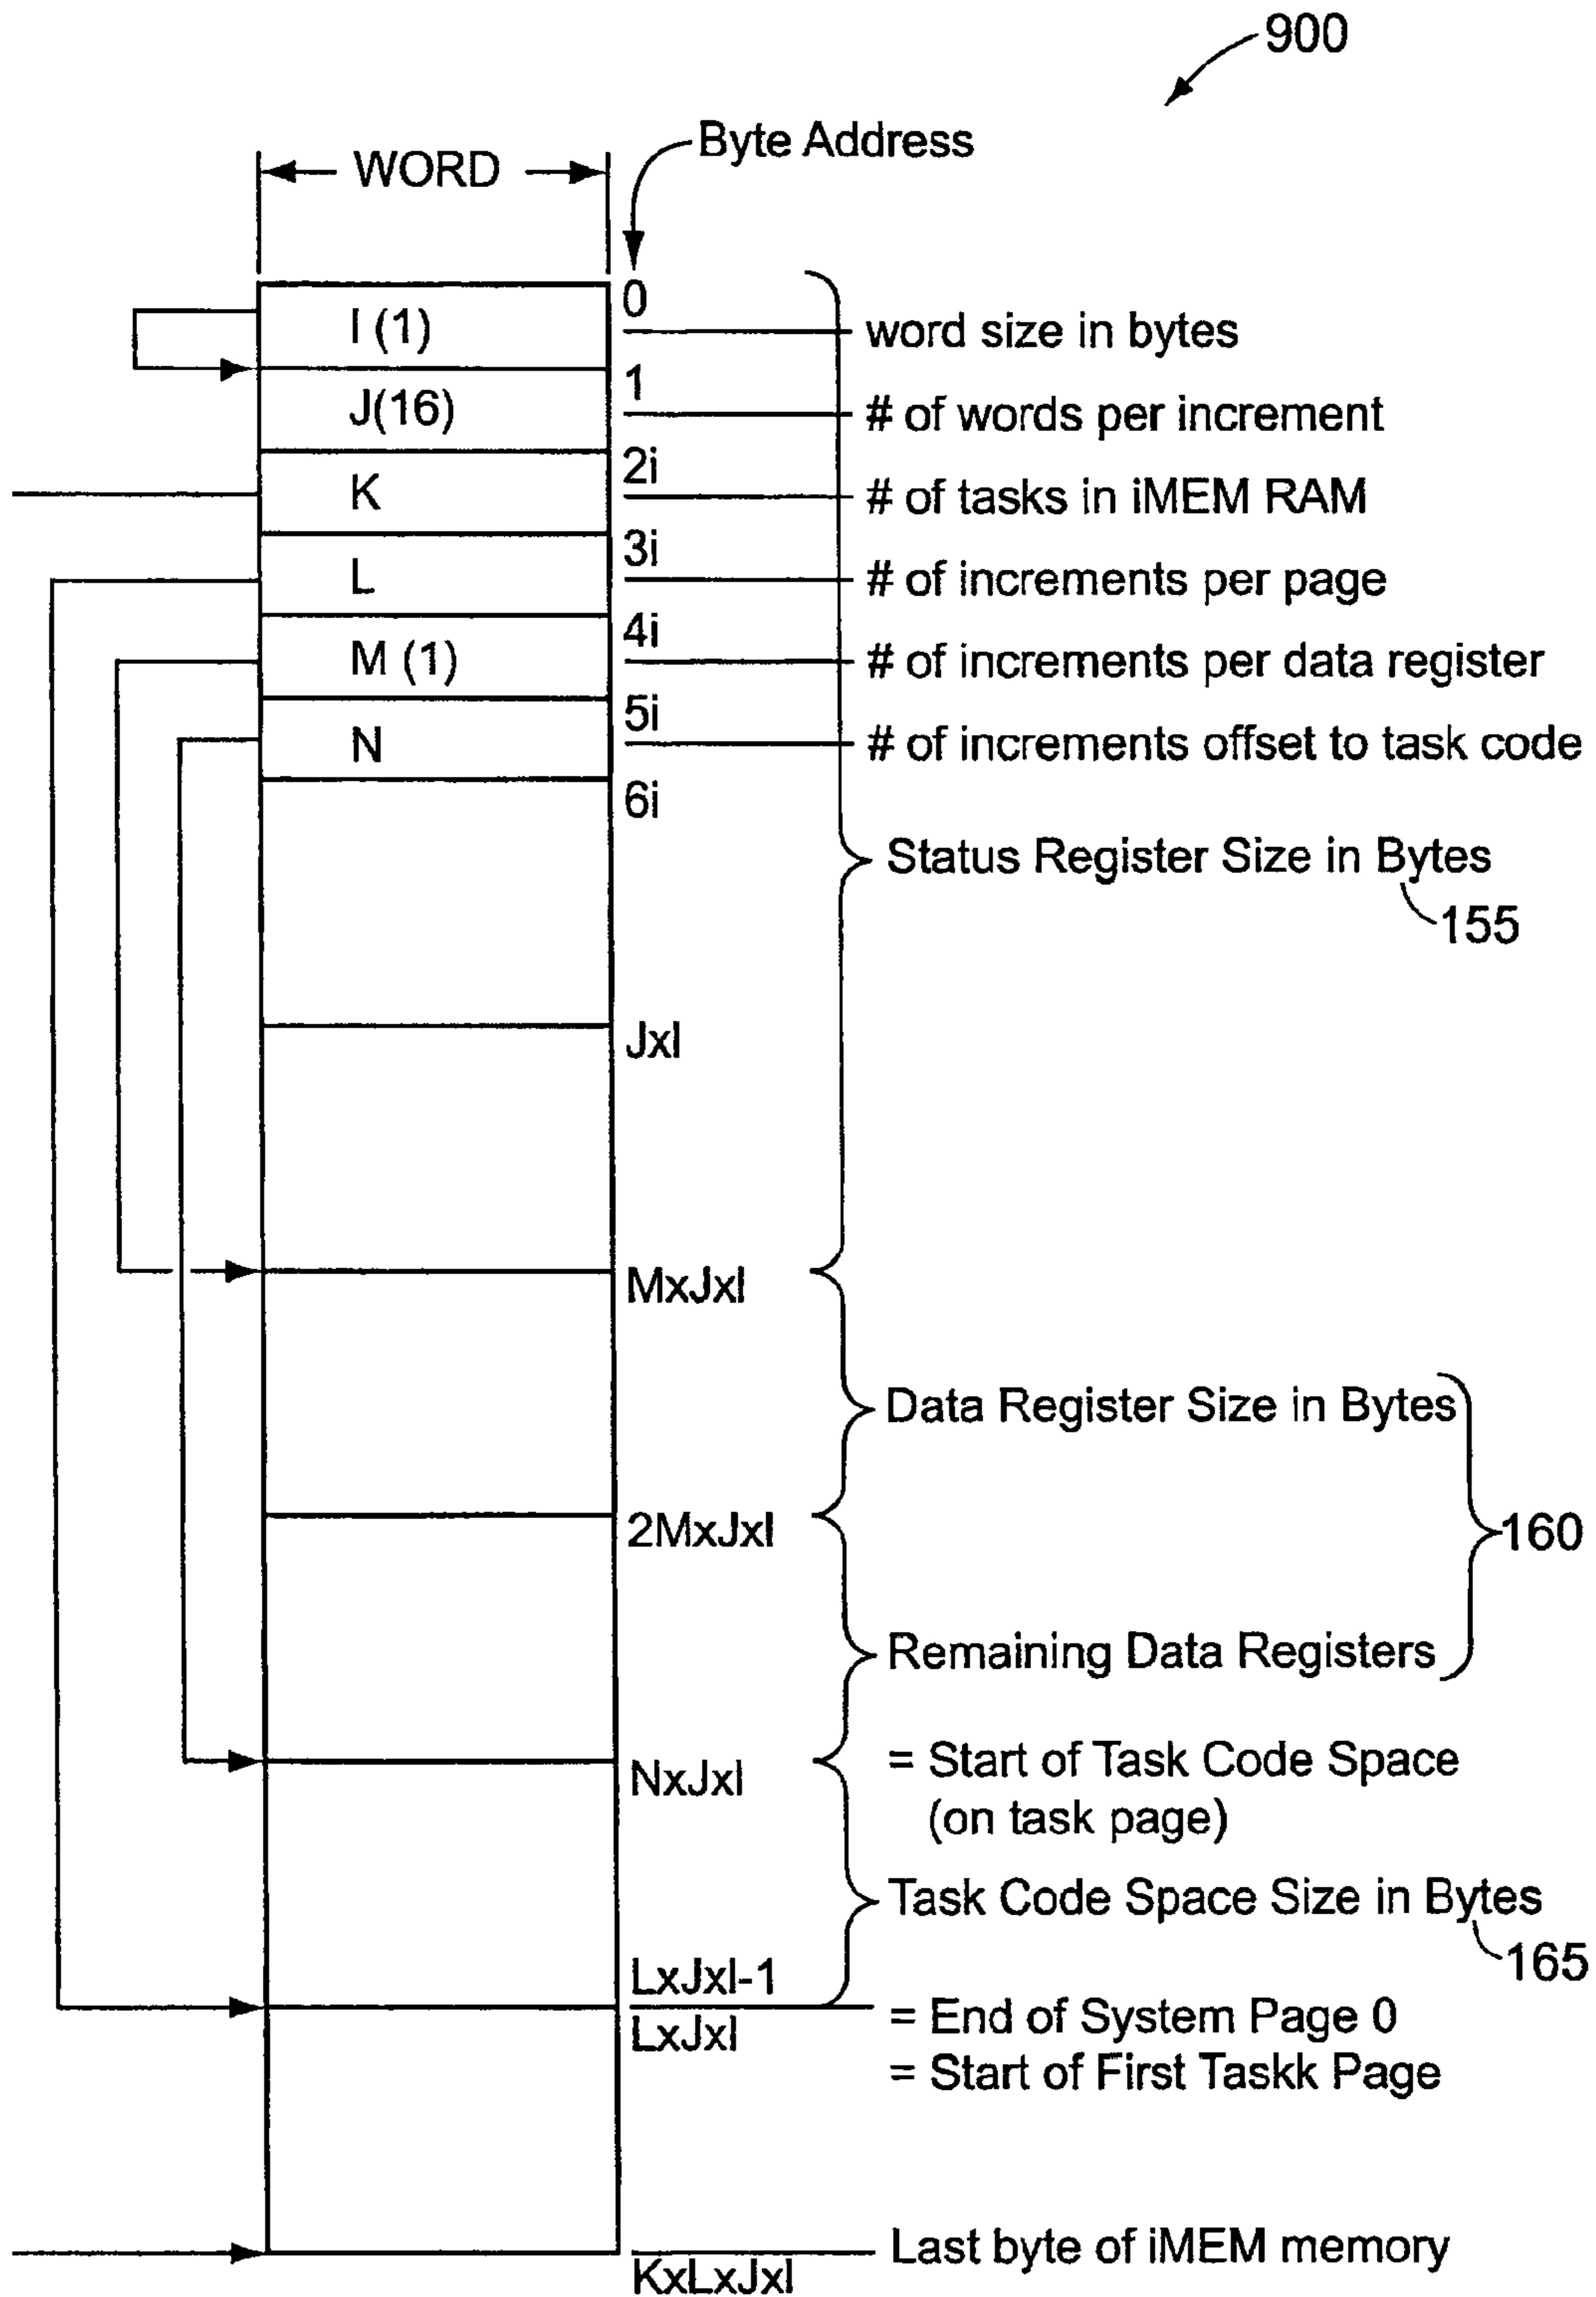 900
Byte Address
WORD
0
I (1)
word size in bytes
1
J(16)
# of words per increment
2i
K
# of tasks in iMEM RAM
3i
L
# of increments per page
4i
M (1)
# of increments per data register
5i
N
# of increments offset to task code
6i
Status Register Size in Bytes
155
JxI
MxJxI
Data Register Size in Bytes
2MxJxI
160
Remaining Data Registers
NxJxI
= Start of Task Code Space
(on task page)
Task Code Space Size in Bytes
165
LxJxI-1
LxJxI
= End of System Page 0
= Start of First Taskk Page
Last byte of iMEM memory
KxLxJxI